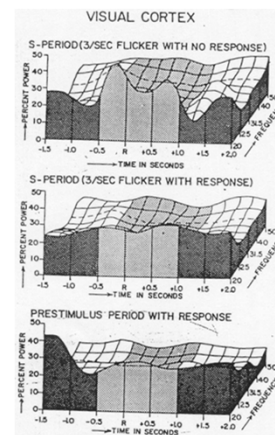 VISUAL CORTEX
S-PERIOD(3/SEC FLICKER WITH NO RESPONSE)
PERCENT POWER
50
40
30
20
10
0
-1.5 -1.0 -.5 R +0.5 +1.0 +1.5 +2.0
TIME IN SECONDS
FREQUENCY
S-PERIOD(3/SEC FLICKER WITH RESPONSE)
PERCENT POWER
50
40
30
20
10
0
-1.5 -1.0 -.5 R +0.5 +1.0 +1.5 2.0
TIME IN SECONDS
FREQUENCY
PRESTIMULUS PERIOD WITH RESPONSE
PERCENT POWER
50
40
30
20
10
0
-1.5 -1.0 -.5 R +0.5 +1.0 +1.5 2.0
TIME IN SECONDS
FREQUENCY